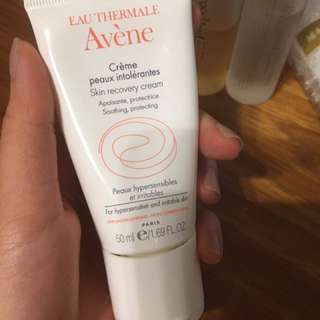 EAU THERMALE
Avène
Crème
peaux intolérantes
Skin recovery cream
Apaisante, protectrice
Soothing, protecting
Peaux hypersensibles
et irritables
For hypersensitive and irritable skin
PARIS
50 ml e/1.69 FL.OZ.